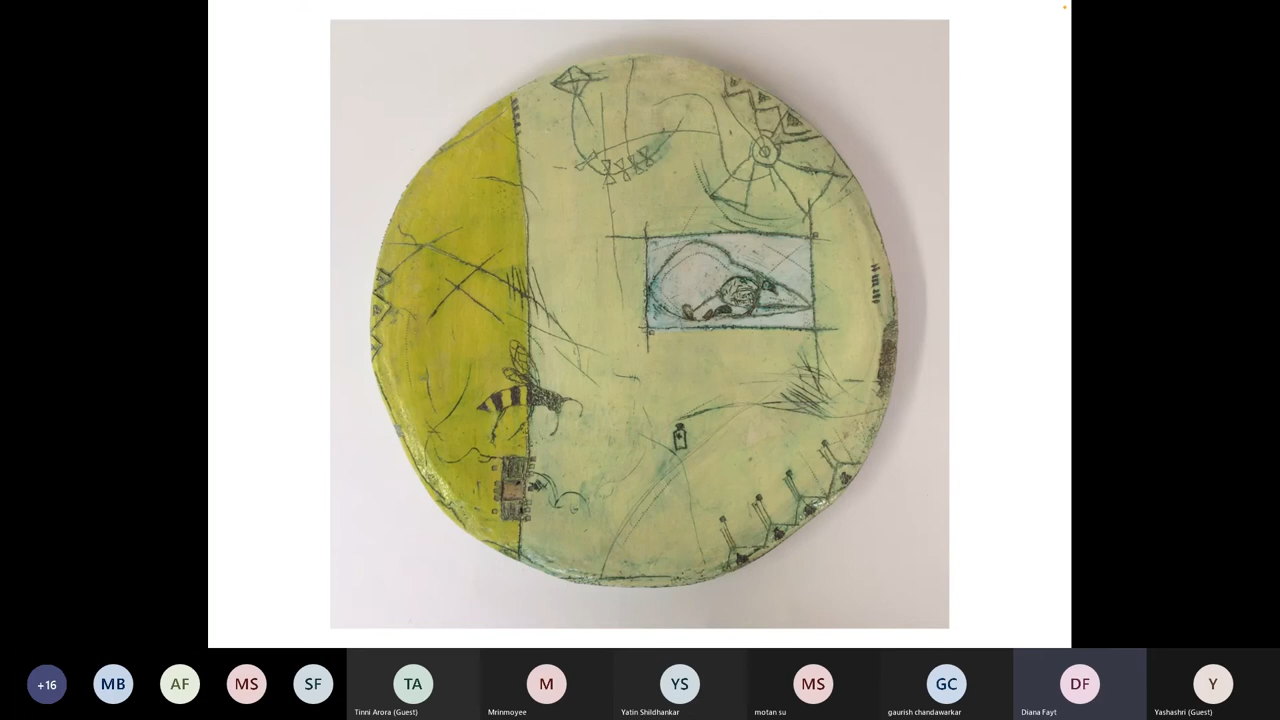 +16
MB
AF
MS
SF
TA
M
YS
MS
GC
DF
Y
Tinni Arora (Guest)
Mrinmoyee
Yatin Shildhankar
motan su
gaurish chandawarkar
Diana Fayt
Yashashri (Guest)